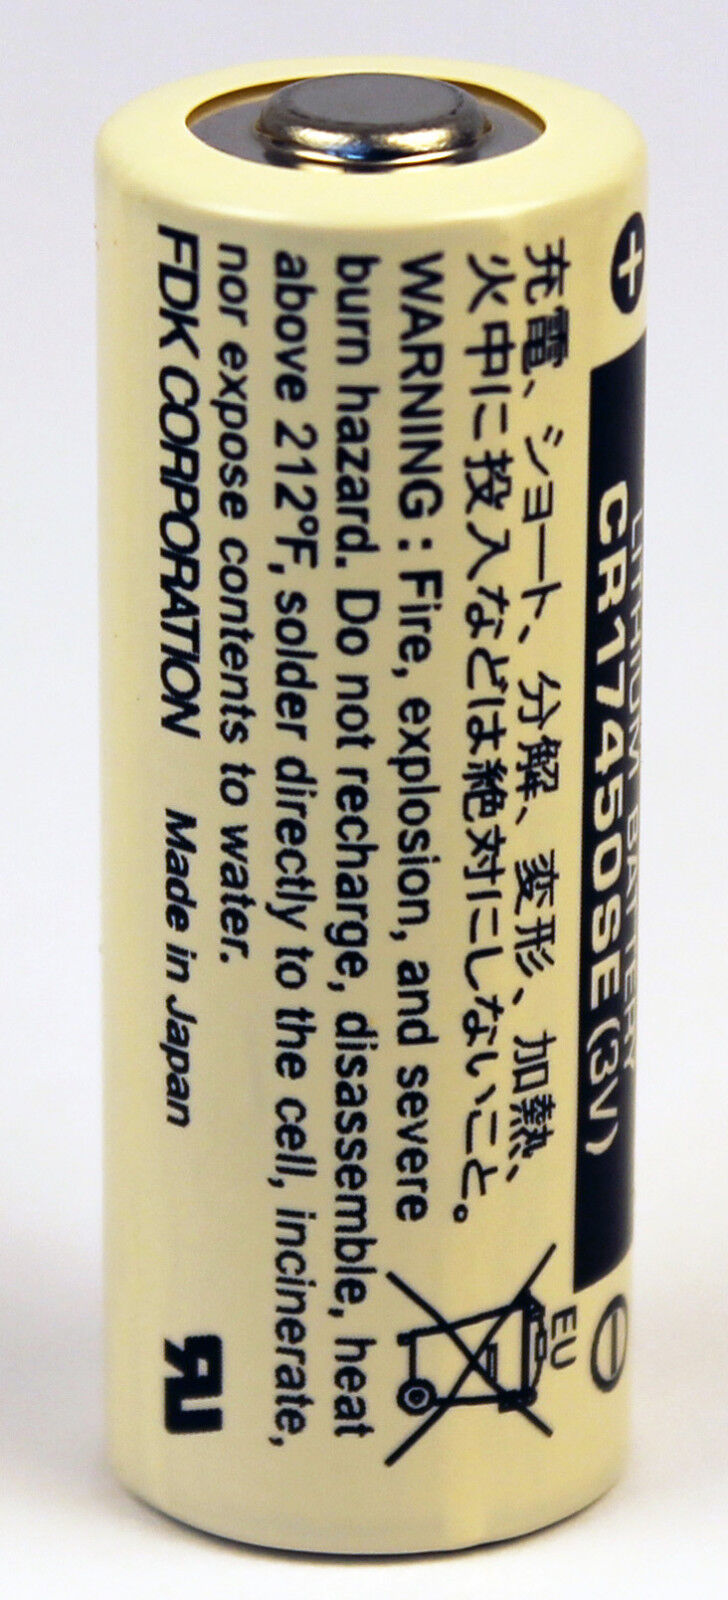 +
LITHIUM BATTERY
CR17450SE(3V)
−
充電、ショート、分解、変形、加熱、
火中に投入などは絶対にしないこと。
WARNING : Fire, explosion, and severe
burn hazard. Do not recharge, disassemble, heat
above 212°F, solder directly to the cell, incinerate,
nor expose contents to water.
FDK CORPORATION Made in Japan
EU